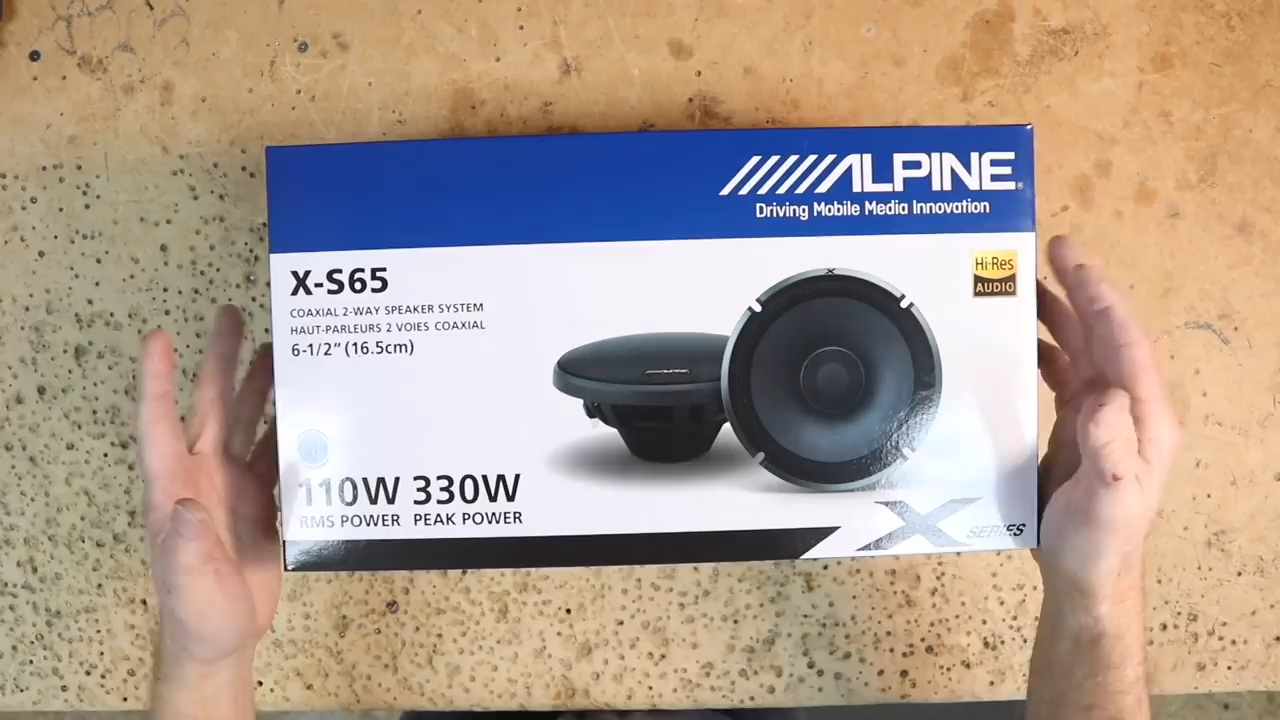 ALPINE®
Driving Mobile Media Innovation
X-S65
COAXIAL 2-WAY SPEAKER SYSTEM
HAUT-PARLEURS 2 VOIES COAXIAL
6-1/2" (16.5cm)
Hi-Res
AUDIO
X
ALPINE
110W 330W
RMS POWER PEAK POWER
X SERIES